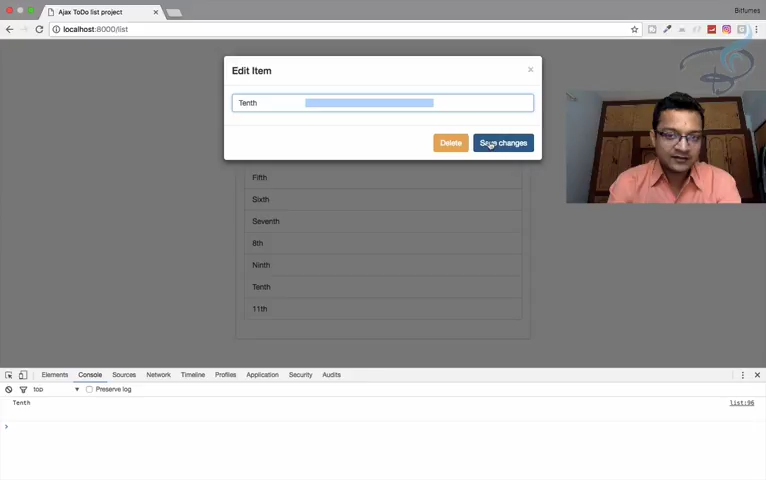 Ajax ToDo list project
Bitfumes
localhost:8000/list
Edit Item
×
Tenth
Delete
Save changes
Fifth
Sixth
Seventh
8th
Ninth
Tenth
11th
Elements Console Sources Network Timeline Profiles Application Security Audits
top Preserve log
Tenth list:96